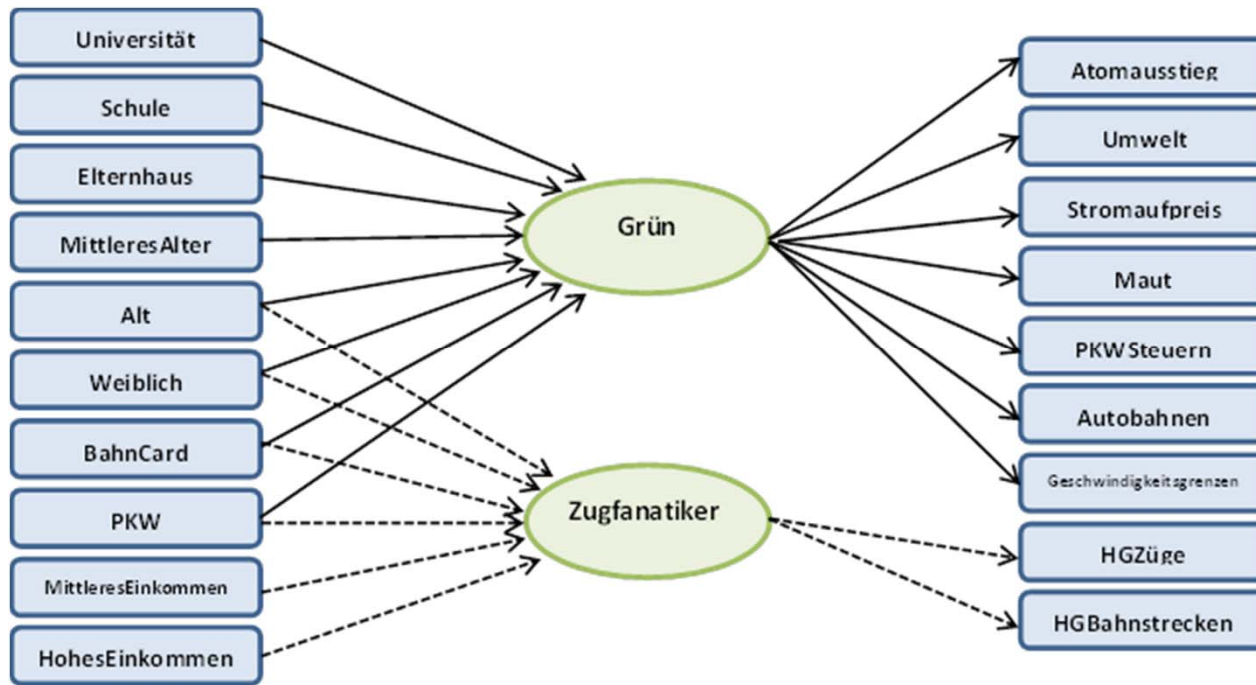 Universität
Schule
Elternhaus
MittleresAlter
Alt
Weiblich
BahnCard
PKW
MittleresEinkommen
HohesEinkommen
Grün
Zugfanatiker
Atomausstieg
Umwelt
Stromaufpreis
Maut
PKWSteuern
Autobahnen
Geschwindigkeitsgrenzen
HGZüge
HGBahnstrecken